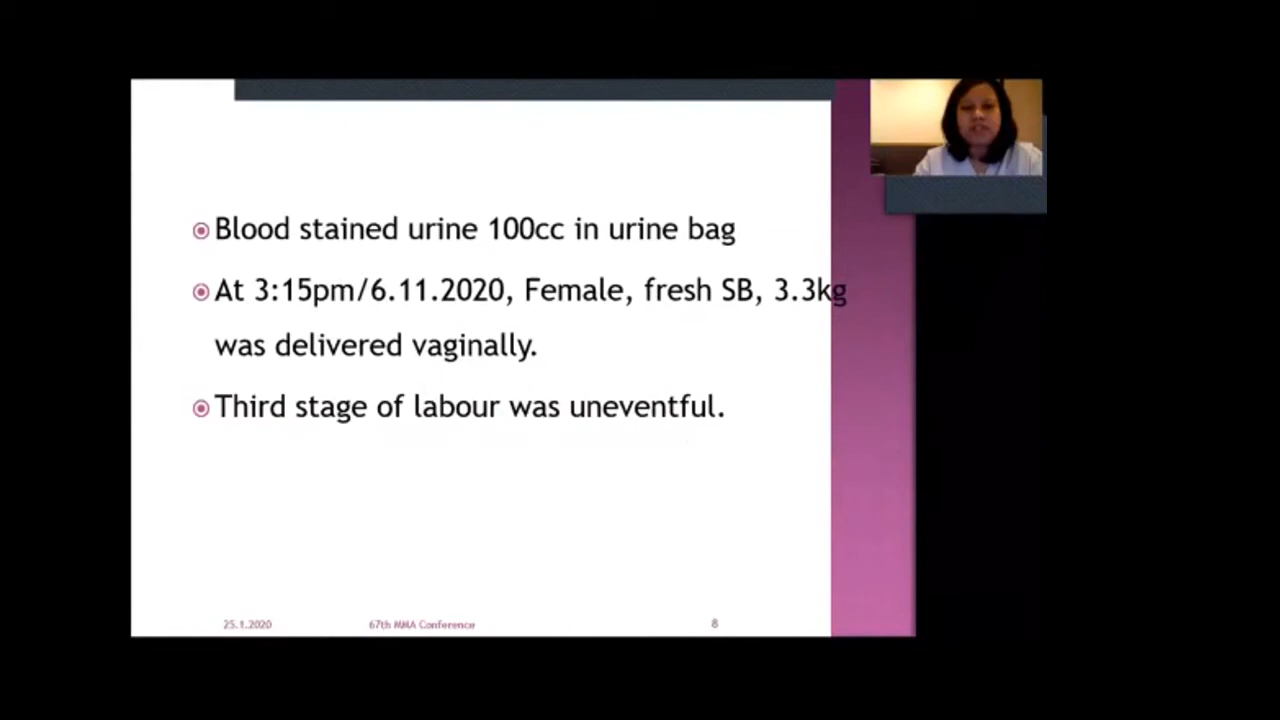 Blood stained urine 100cc in urine bag
At 3:15pm/6.11.2020, Female, fresh SB, 3.3kg
was delivered vaginally.
Third stage of labour was uneventful.
25.1.2020 67th MMA Conference 8